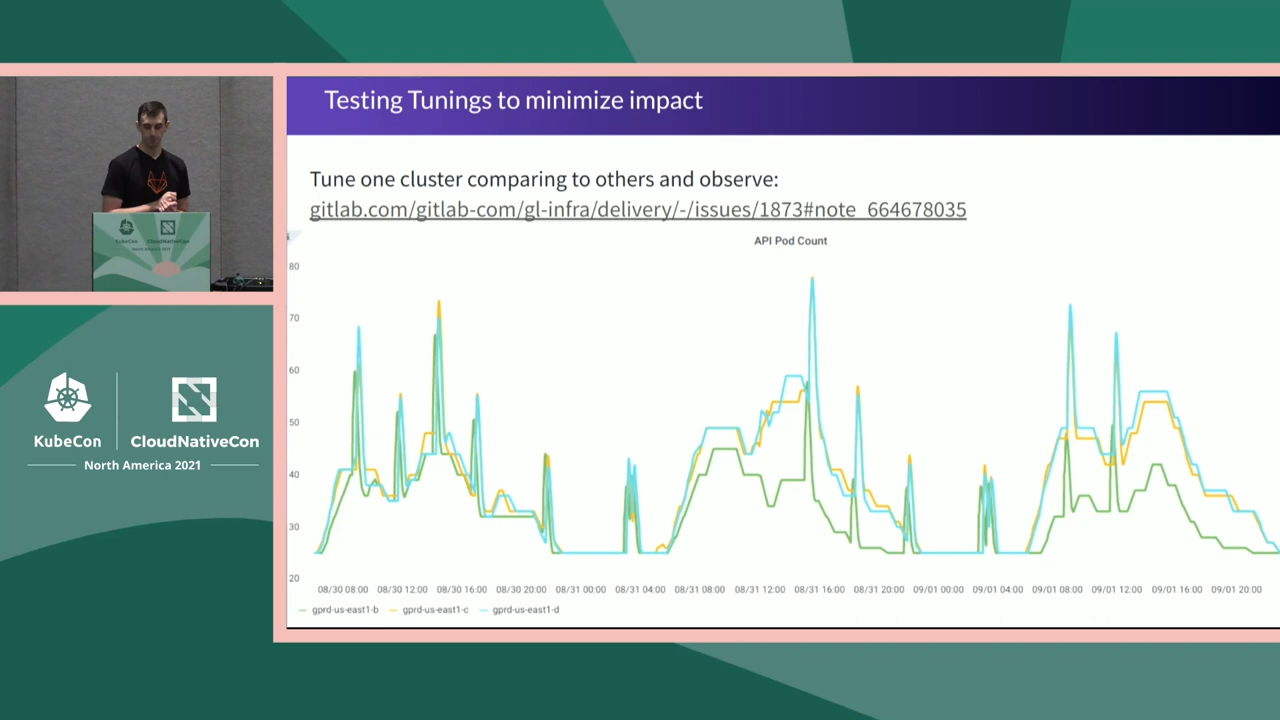 Testing Tunings to minimize impact
Tune one cluster comparing to others and observe:
gitlab.com/gitlab-com/gl-infra/delivery/-/issues/1873#note_664678035
API Pod Count
80
70
60
50
40
30
20
08/30 08:00 08/30 12:00 08/30 16:00 08/30 20:00 08/31 00:00 08/31 04:00 08/31 08:00 08/31 12:00 08/31 16:00 08/31 20:00 09/01 00:00 09/01 04:00 09/01 08:00 09/01 12:00 09/01 16:00 09/01 20:00
gprd-us-east1-b gprd-us-east1-c gprd-us-east1-d
KubeCon CloudNativeCon
North America 2021
KubeCon CloudNativeCon
North America 2021